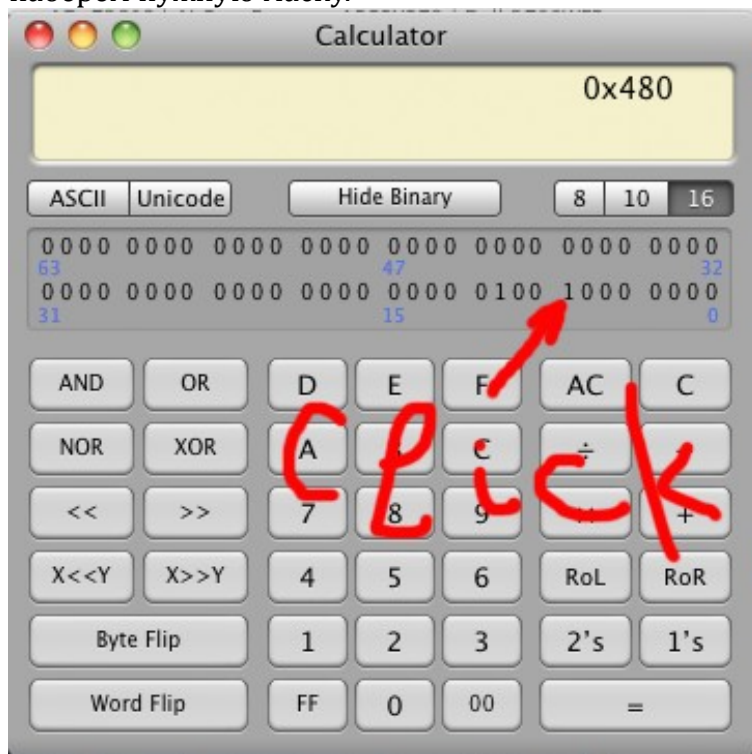 Calculator
0x480
ASCII Unicode Hide Binary 8 10 16
0000 0000 0000 0000 0000 0000 0000 0000
63 47 32
0000 0000 0000 0000 0000 0100 1000 0000
31 15 0
AND OR D E F AC C
NOR XOR A C ÷
Click
<< >> 7 8 9 +
X<<Y X>>Y 4 5 6 RoL RoR
Byte Flip 1 2 3 2's 1's
Word Flip FF 0 00 =